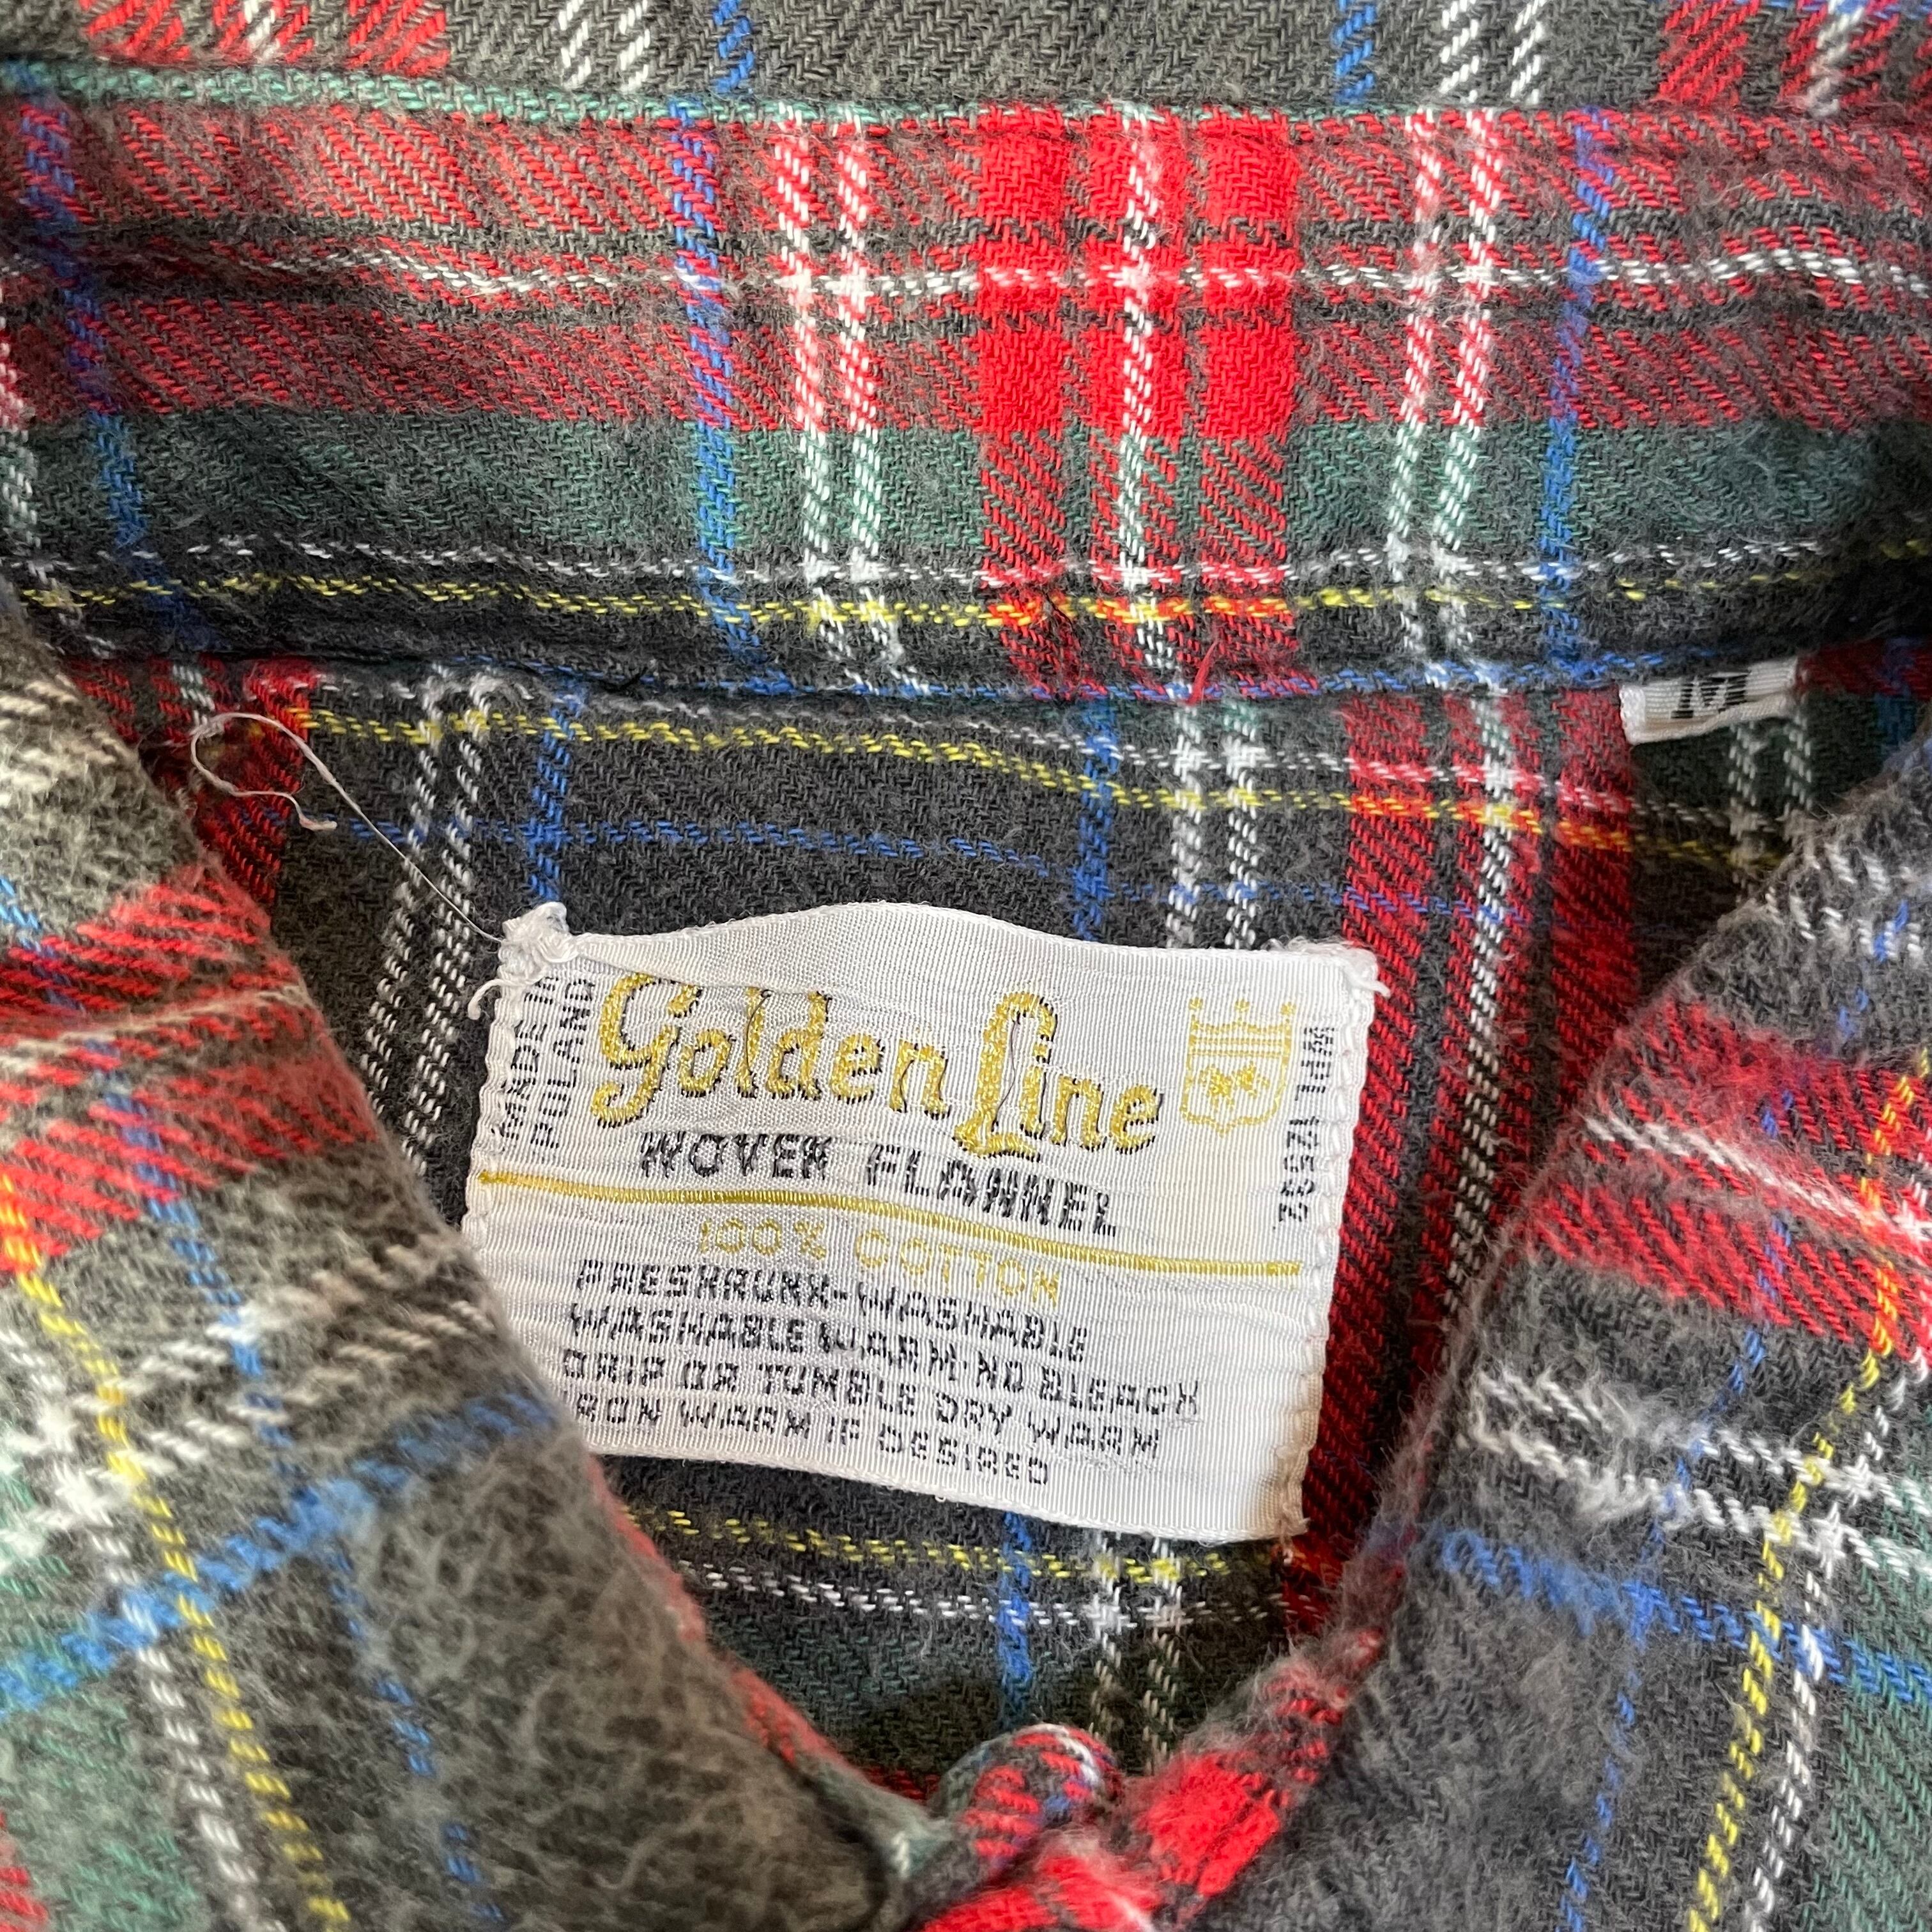 M
MADE IN
POLAND
Golden Line
WOVEN FLANNEL
WPL 12532
100% COTTON
PRESHRUNK-WASHABLE
WASHABLE WARM-NO BLEACH
DRIP OR TUMBLE DRY WARM
IRON WARM IF DESIRED